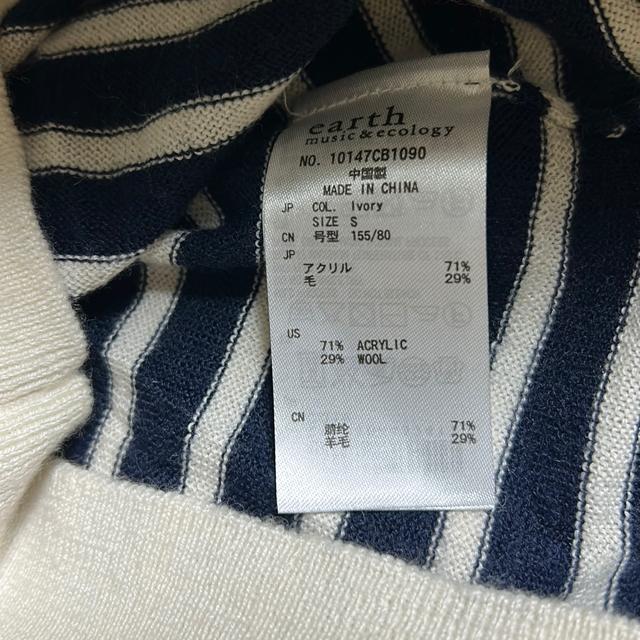 earth
music & ecology
NO. 10147CB1090
中国製
MADE IN CHINA
JP COL. Ivory
SIZE S
CN 号型 155/80
JP
アクリル 71%
毛 29%
US
71% ACRYLIC
29% WOOL
CN
腈纶 71%
羊毛 29%